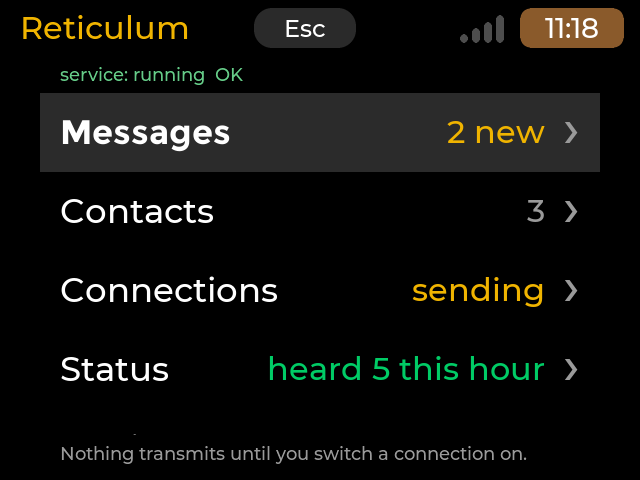 Reticulum Esc 11:18
service: running OK
Messages 2 new
Contacts 3
Connections sending
Status heard 5 this hour
Nothing transmits until you switch a connection on.